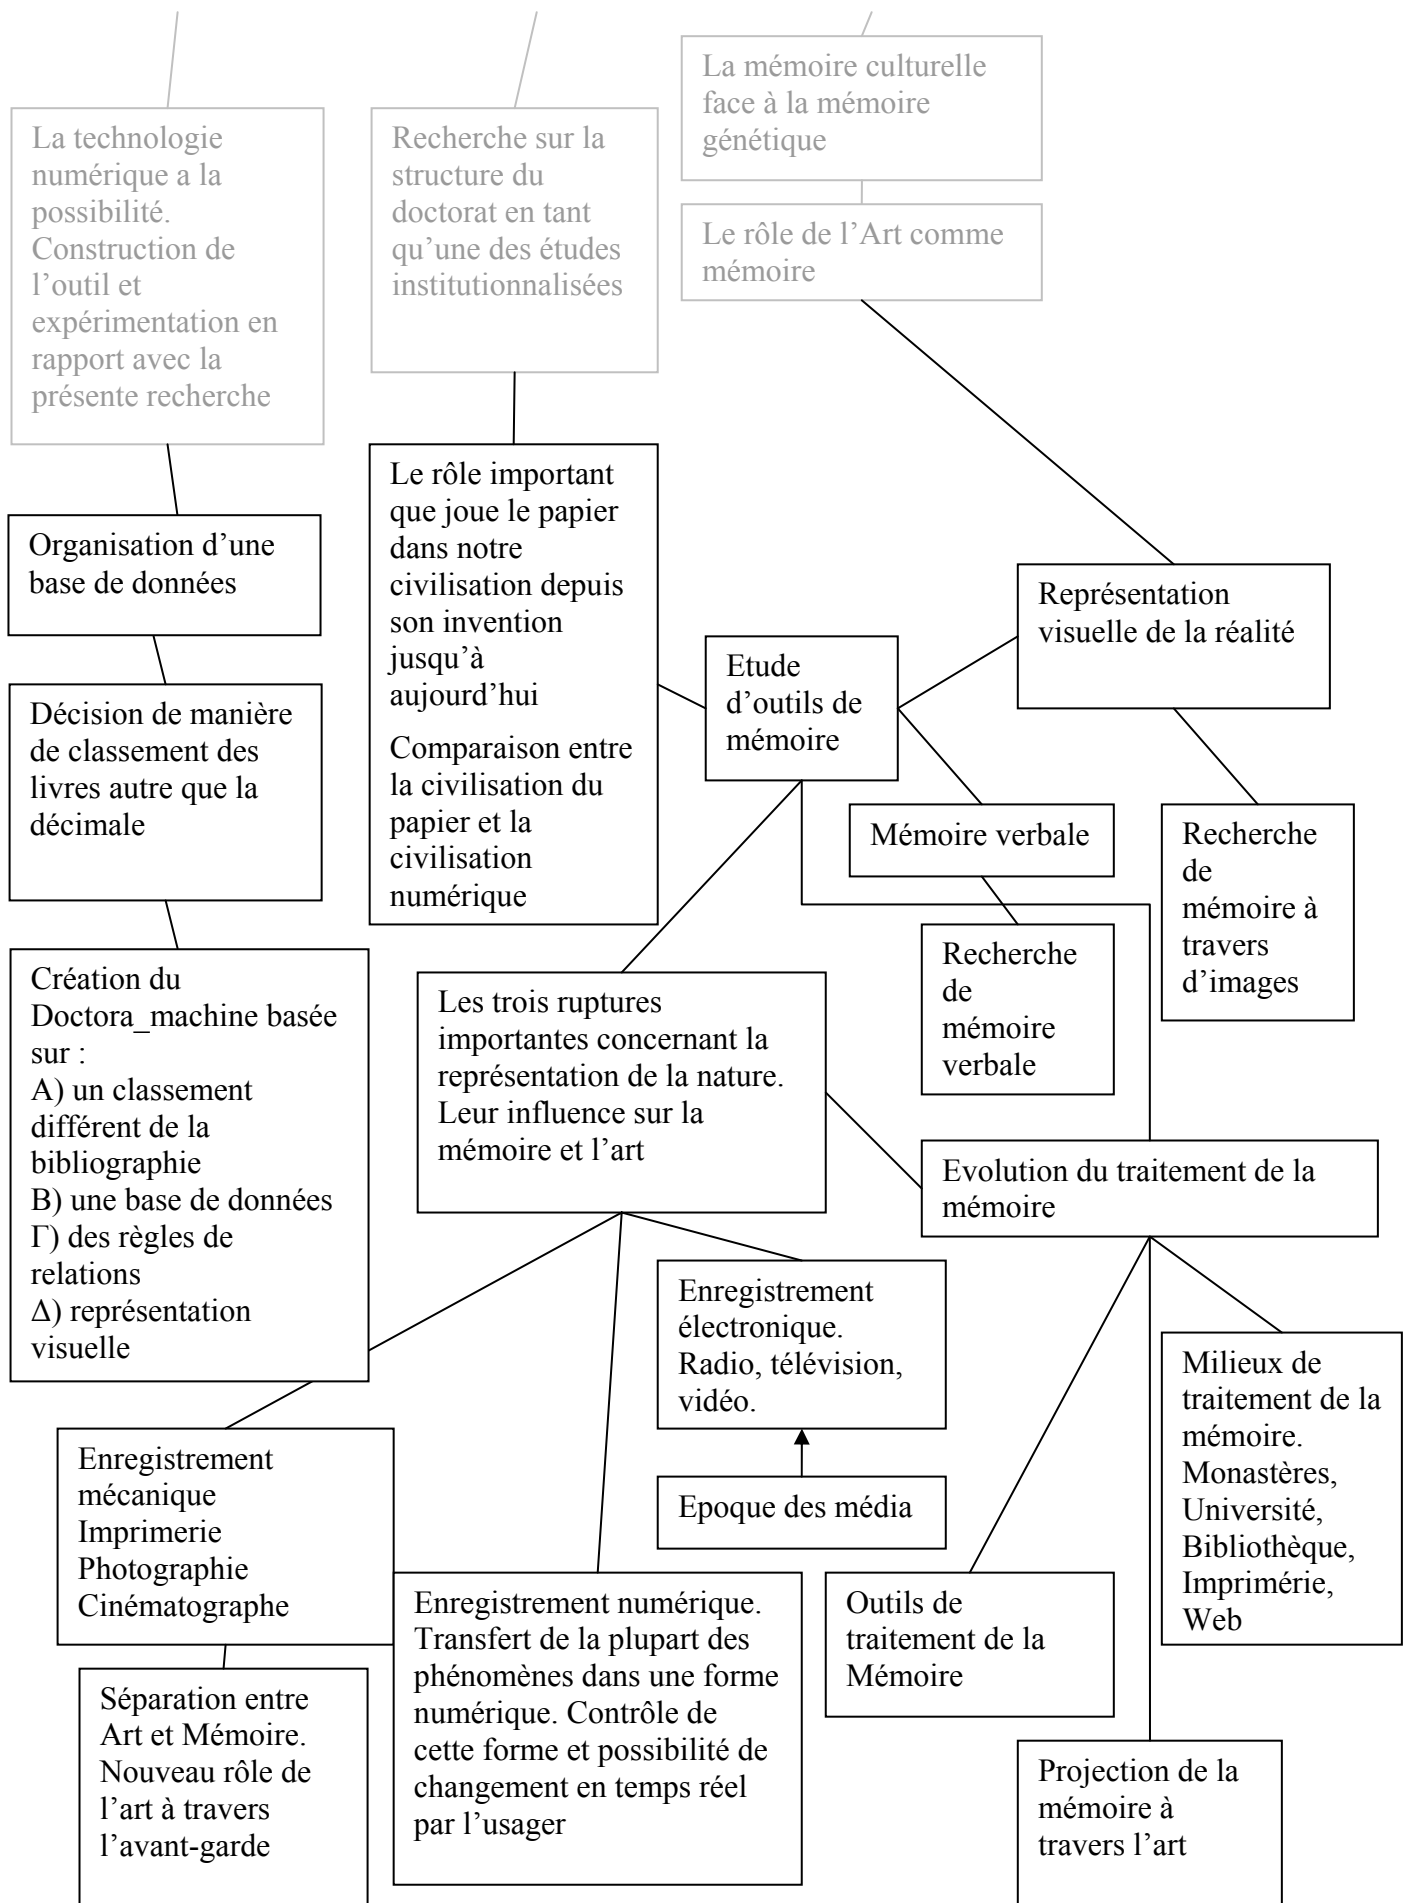 La mémoire culturelle
face à la mémoire
génétique
La technologie
numérique a la
possibilité.
Construction de
l’outil et
expérimentation en
rapport avec la
présente recherche
Recherche sur la
structure du
doctorat en tant
qu’une des études
institutionnalisées
Le rôle de l’Art comme
mémoire
Le rôle important
que joue le papier
dans notre
civilisation depuis
son invention
jusqu’à
aujourd’hui
Comparaison entre
la civilisation du
papier et la
civilisation
numérique
Organisation d’une
base de données
Représentation
visuelle de la réalité
Etude
d’outils de
mémoire
Décision de manière
de classement des
livres autre que la
décimale
Mémoire verbale
Recherche
de
mémoire à
travers
d’images
Recherche
de
mémoire
verbale
Création du
Doctora_machine basée
sur :
A) un classement
différent de la
bibliographie
B) une base de données
Γ) des règles de
relations
Δ) représentation
visuelle
Les trois ruptures
importantes concernant la
représentation de la nature.
Leur influence sur la
mémoire et l’art
Evolution du traitement de la
mémoire
Enregistrement
électronique.
Radio, télévision,
vidéo.
Milieux de
traitement de la
mémoire.
Monastères,
Université,
Bibliothèque,
Imprimérie,
Web
Enregistrement
mécanique
Imprimerie
Photographie
Cinématographe
Epoque des média
Enregistrement numérique.
Transfert de la plupart des
phénomènes dans une forme
numérique. Contrôle de
cette forme et possibilité de
changement en temps réel
par l’usager
Outils de
traitement de la
Mémoire
Séparation entre
Art et Mémoire.
Nouveau rôle de
l’art à travers
l’avant-garde
Projection de la
mémoire à
travers l’art